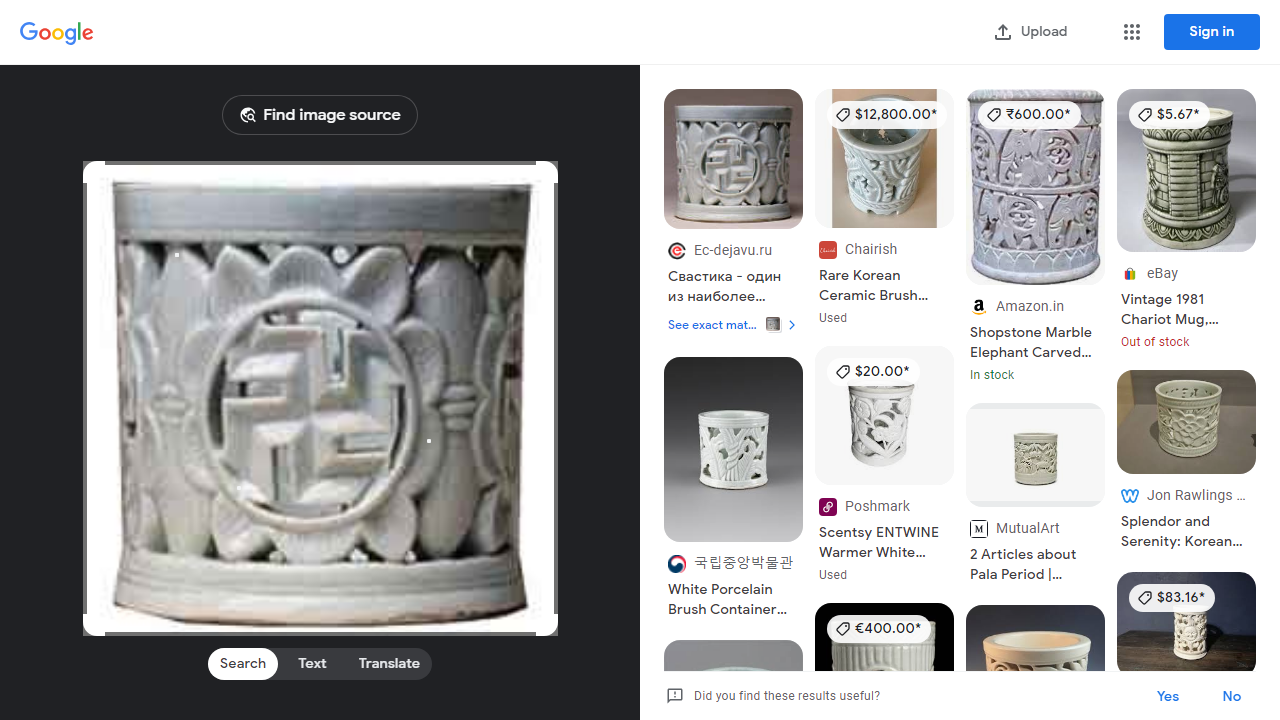 Google
Upload
Sign in
Find image source
Search
Text
Translate
Ec-dejavu.ru
Свастика - один
из наиболее...
See exact mat...
국립중앙박물관
White Porcelain
Brush Container...
$12,800.00*
Chairish
Rare Korean
Ceramic Brush...
Used
$20.00*
Poshmark
Scentsy ENTWINE
Warmer White...
Used
€400.00*
₹600.00*
Amazon.in
Shopstone Marble
Elephant Carved...
In stock
MutualArt
2 Articles about
Pala Period |...
$5.67*
eBay
Vintage 1981
Chariot Mug,...
Out of stock
Jon Rawlings ...
Splendor and
Serenity: Korean...
$83.16*
Did you find these results useful?
Yes
No